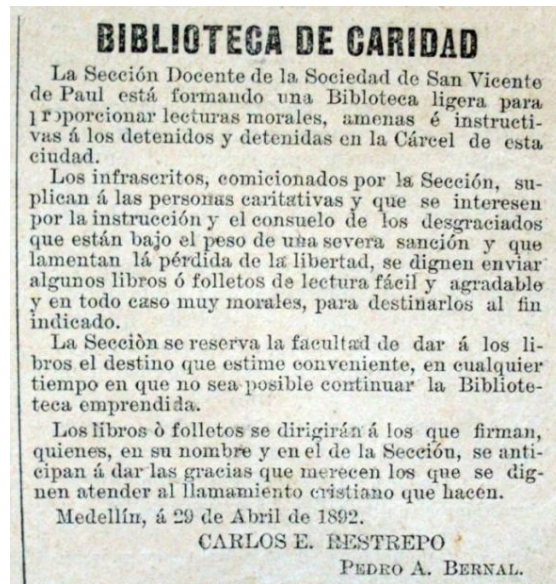 BIBLIOTECA DE CARIDAD
La Sección Docente de la Sociedad de San Vicente
de Paul está formando una Bibloteca ligera para
proporcionar lecturas morales, amenas é instructi-
vas á los detenidos y detenidas en la Cárcel de esta
ciudad.
Los infrascritos, comicionados por la Sección, su-
plican á las personas caritativas y que se interesen
por la instrucción y el consuelo de los desgraciados
que están bajo el peso de una severa sanción y que
lamentan lá pérdida de la libertad, se dignen enviar
algunos libros ó folletos de lectura fácil y agradable
y en todo caso muy morales, para destinarlos al fin
indicado.
La Secciòn se reserva la facultad de dar á los li-
bros el destino que estime conveniente, en cualquier
tiempo en que no sea posible continuar la Bibliote-
teca emprendida.
Los libros ò folletos se dirigirán á los que firman,
quienes, en su nombre y en el de la Sección, se anti-
cipan á dar las gracias que merecen los que se dig-
nen atender al llamamiento cristiano que hacen.
Medellín, á 29 de Abril de 1892.
CARLOS E. RESTREPO
PEDRO A. BERNAL.